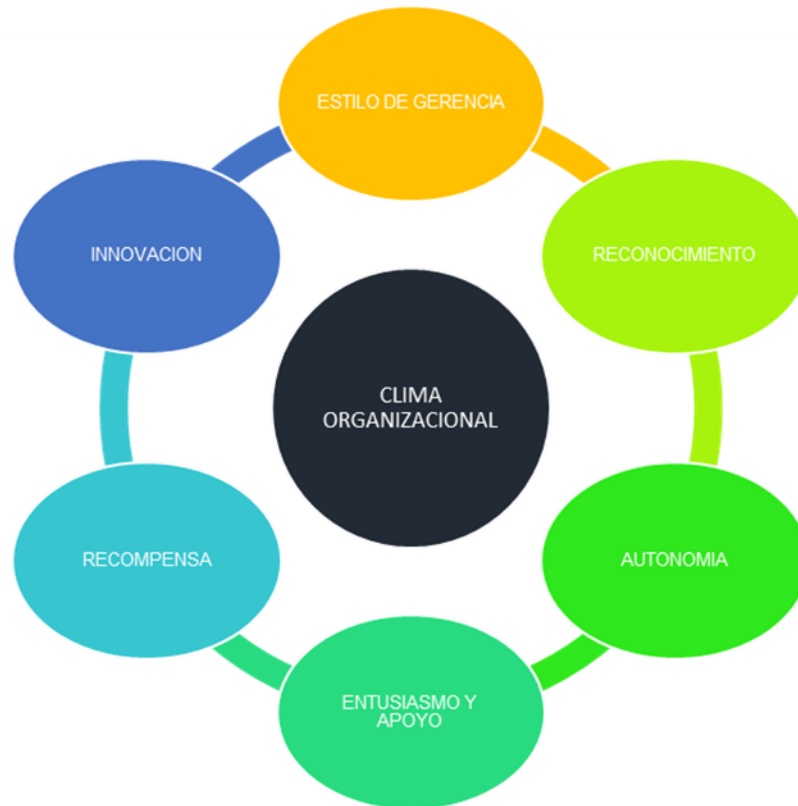 ESTILO DE GERENCIA
INNOVACION
RECONOCIMIENTO
CLIMA
ORGANIZACIONAL
RECOMPENSA
AUTONOMIA
ENTUSIASMO Y
APOYO